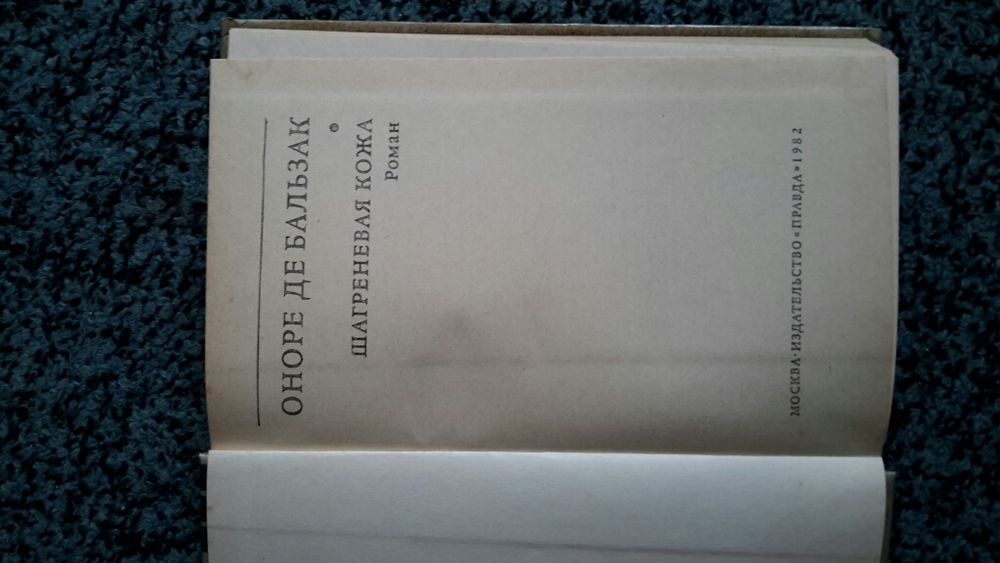 ОНОРЕ ДЕ БАЛЬЗАК
ШАГРЕНЕВАЯ КОЖА
Роман
МОСКВА·ИЗДАТЕЛЬСТВО «ПРАВДА» 1982